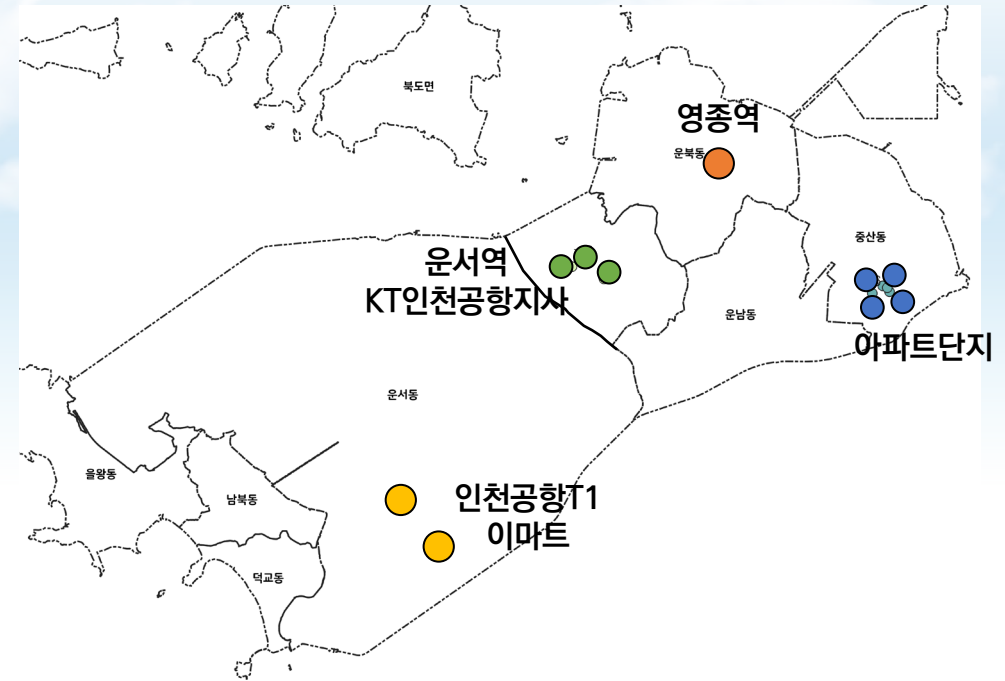 북도면
영종역
운북동
중산동
운서역
KT인천공항지사
운남동
아파트단지
운서동
을왕동
남북동
인천공항T1
이마트
덕교동